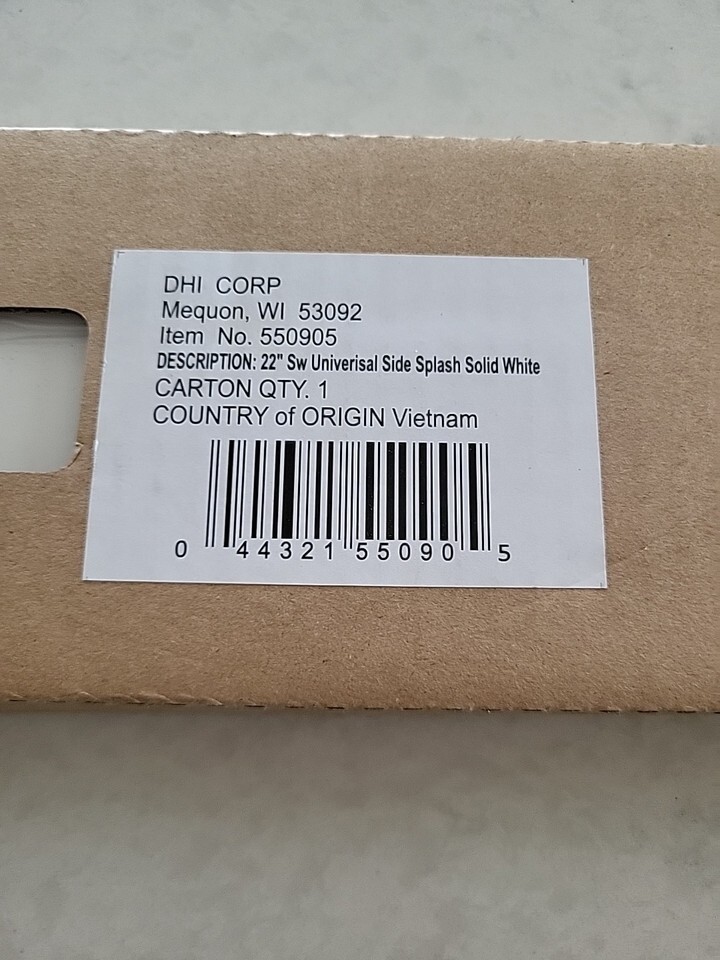 DHI CORP
Mequon, WI 53092
Item No. 550905
DESCRIPTION: 22" Sw Univerisal Side Splash Solid White
CARTON QTY. 1
COUNTRY of ORIGIN Vietnam
0 44321 55090 5